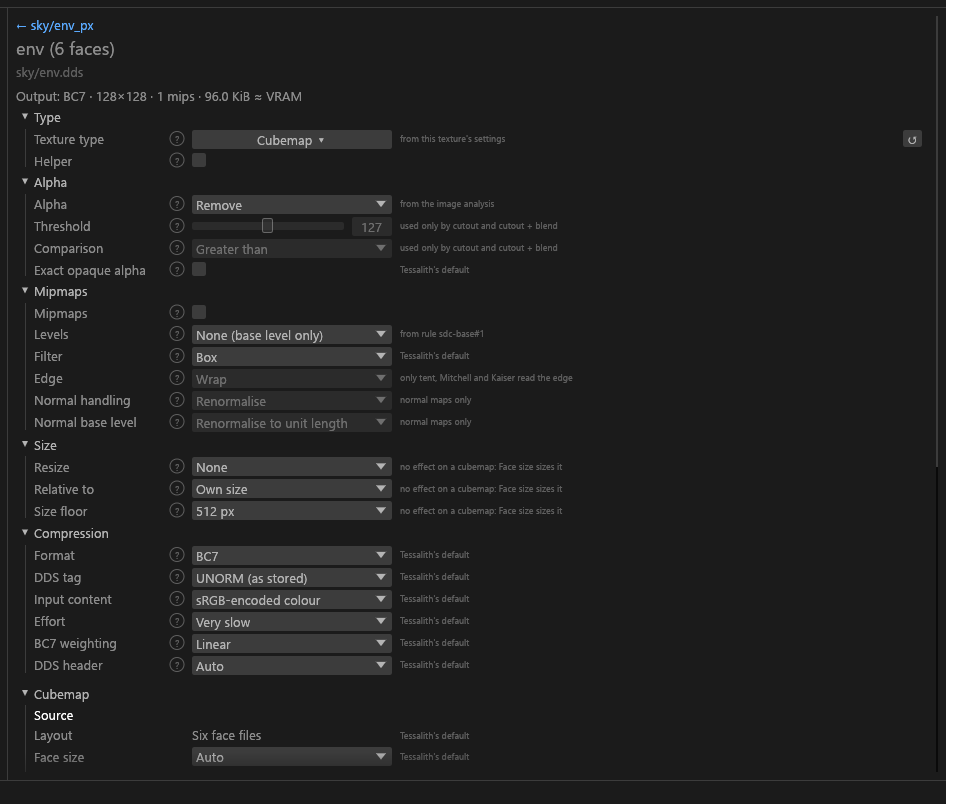 ← sky/env_px
env (6 faces)
sky/env.dds
Output: BC7 · 128×128 · 1 mips · 96.0 KiB ≈ VRAM
▼ Type
Texture type ? Cubemap ▾ from this texture's settings ↺
Helper ?
▼ Alpha
Alpha ? Remove from the image analysis
Threshold ? 127 used only by cutout and cutout + blend
Comparison ? Greater than used only by cutout and cutout + blend
Exact opaque alpha ? Tessalith's default
▼ Mipmaps
Mipmaps ?
Levels ? None (base level only) from rule sdc-base#1
Filter ? Box Tessalith's default
Edge ? Wrap only tent, Mitchell and Kaiser read the edge
Normal handling ? Renormalise normal maps only
Normal base level ? Renormalise to unit length normal maps only
▼ Size
Resize ? None no effect on a cubemap: Face size sizes it
Relative to ? Own size no effect on a cubemap: Face size sizes it
Size floor ? 512 px no effect on a cubemap: Face size sizes it
▼ Compression
Format ? BC7 Tessalith's default
DDS tag ? UNORM (as stored) Tessalith's default
Input content ? sRGB-encoded colour Tessalith's default
Effort ? Very slow Tessalith's default
BC7 weighting ? Linear Tessalith's default
DDS header ? Auto Tessalith's default
▼ Cubemap
Source
Layout Six face files Tessalith's default
Face size Auto Tessalith's default